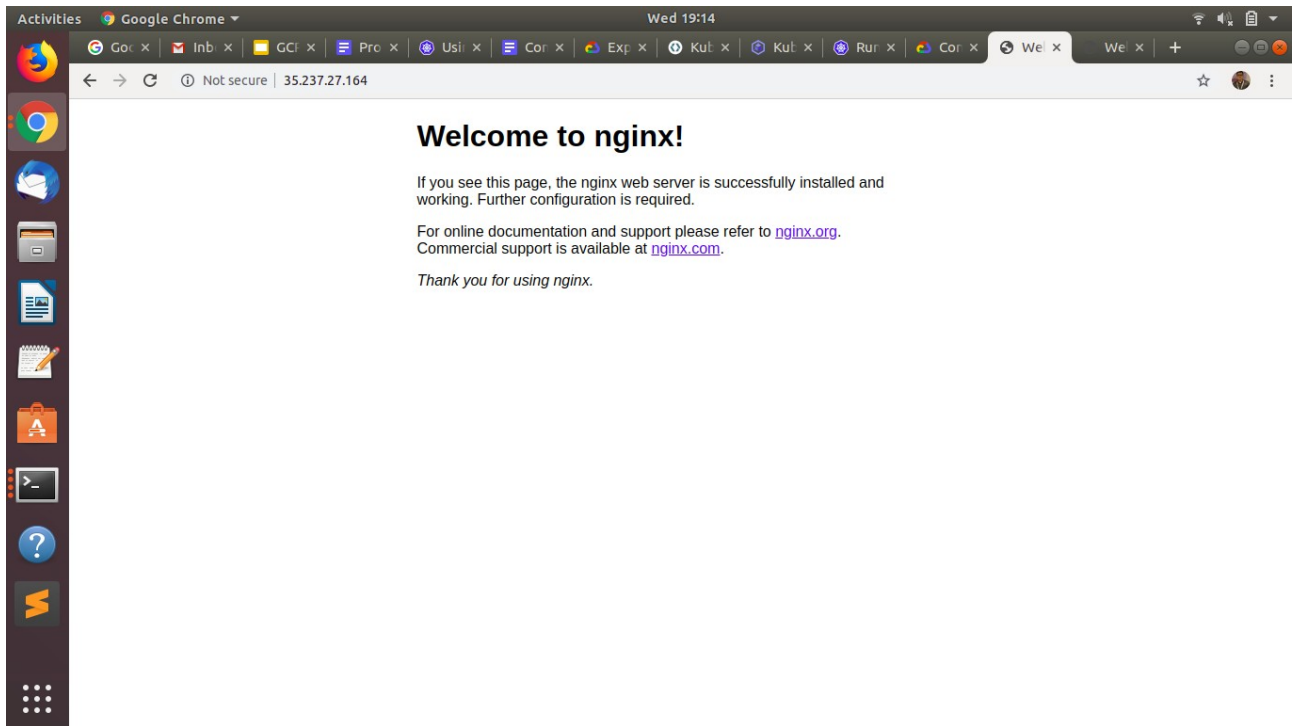 Activities Google Chrome Wed 19:14
Goc Inb GCF Pro Usin Cor Exp Kub Kub Run Con Wel Wel
Not secure 35.237.27.164
Welcome to nginx!
If you see this page, the nginx web server is successfully installed and
working. Further configuration is required.
For online documentation and support please refer to nginx.org.
Commercial support is available at nginx.com.
Thank you for using nginx.